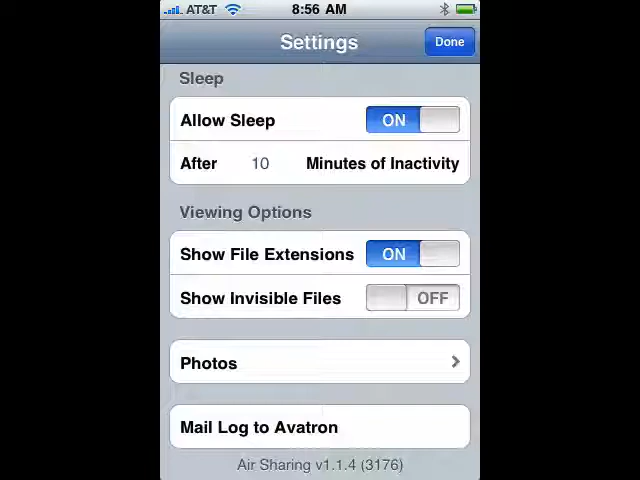 AT&T 8:56 AM
Settings Done
Sleep
Allow Sleep ON
After 10 Minutes of Inactivity
Viewing Options
Show File Extensions ON
Show Invisible Files OFF
Photos
Mail Log to Avatron
Air Sharing v1.1.4 (3176)